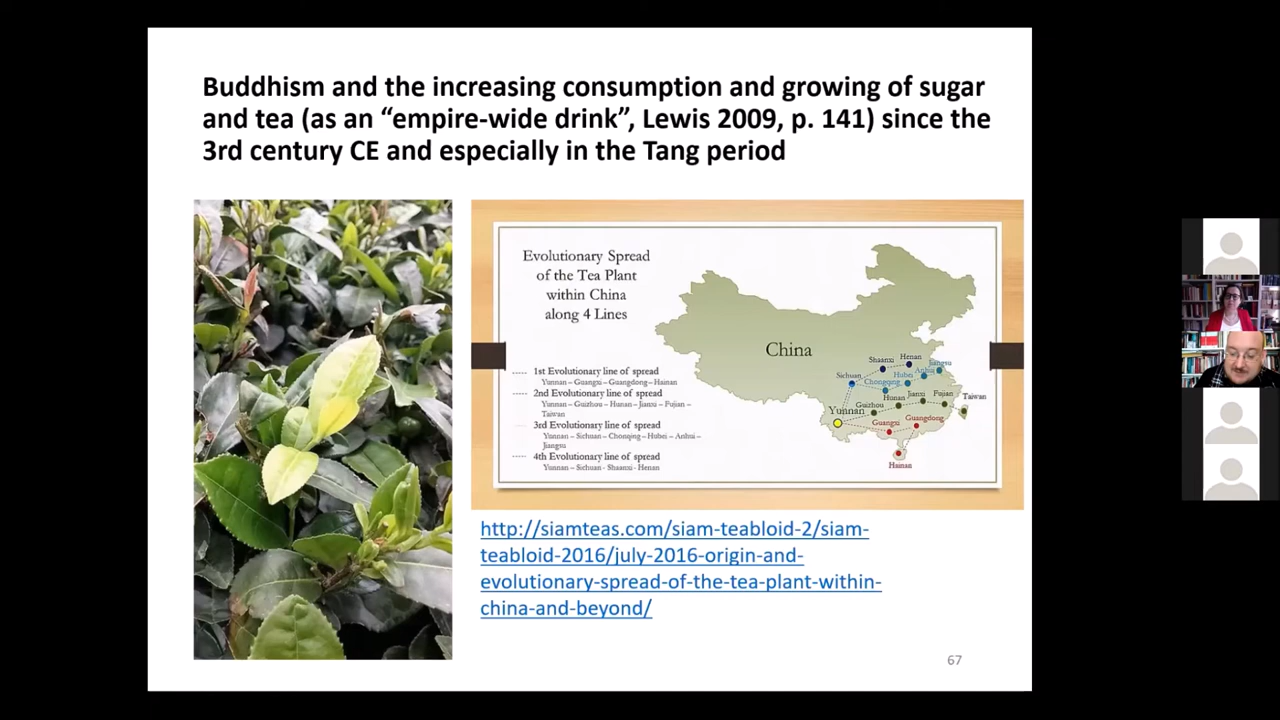 Buddhism and the increasing consumption and growing of sugar
and tea (as an “empire-wide drink”, Lewis 2009, p. 141) since the
3rd century CE and especially in the Tang period
Evolutionary Spread
of the Tea Plant
within China
along 4 Lines
1st Evolutionary line of spread
Yunnan – Guangxi – Guangdong – Hainan
2nd Evolutionary line of spread
Yunnan – Guizhou – Hunan – Jianxi – Fujian –
Taiwan
3rd Evolutionary line of spread
Yunnan – Sichuan – Chonqing – Hubei – Anhui –
Jiangsu
4th Evolutionary line of spread
Yunnan – Sichuan - Shaanxi - Henan
China
Shaanxi
Henan
Jiangsu
Anhui
Hubei
Sichuan
Chongqing
Jianxi
Hunan
Fujian
Taiwan
Guizhou
Yunnan
Guangxi
Guangdong
Hainan
http://siamteas.com/siam-teabloid-2/siam-
teabloid-2016/july-2016-origin-and-
evolutionary-spread-of-the-tea-plant-within-
china-and-beyond/
67